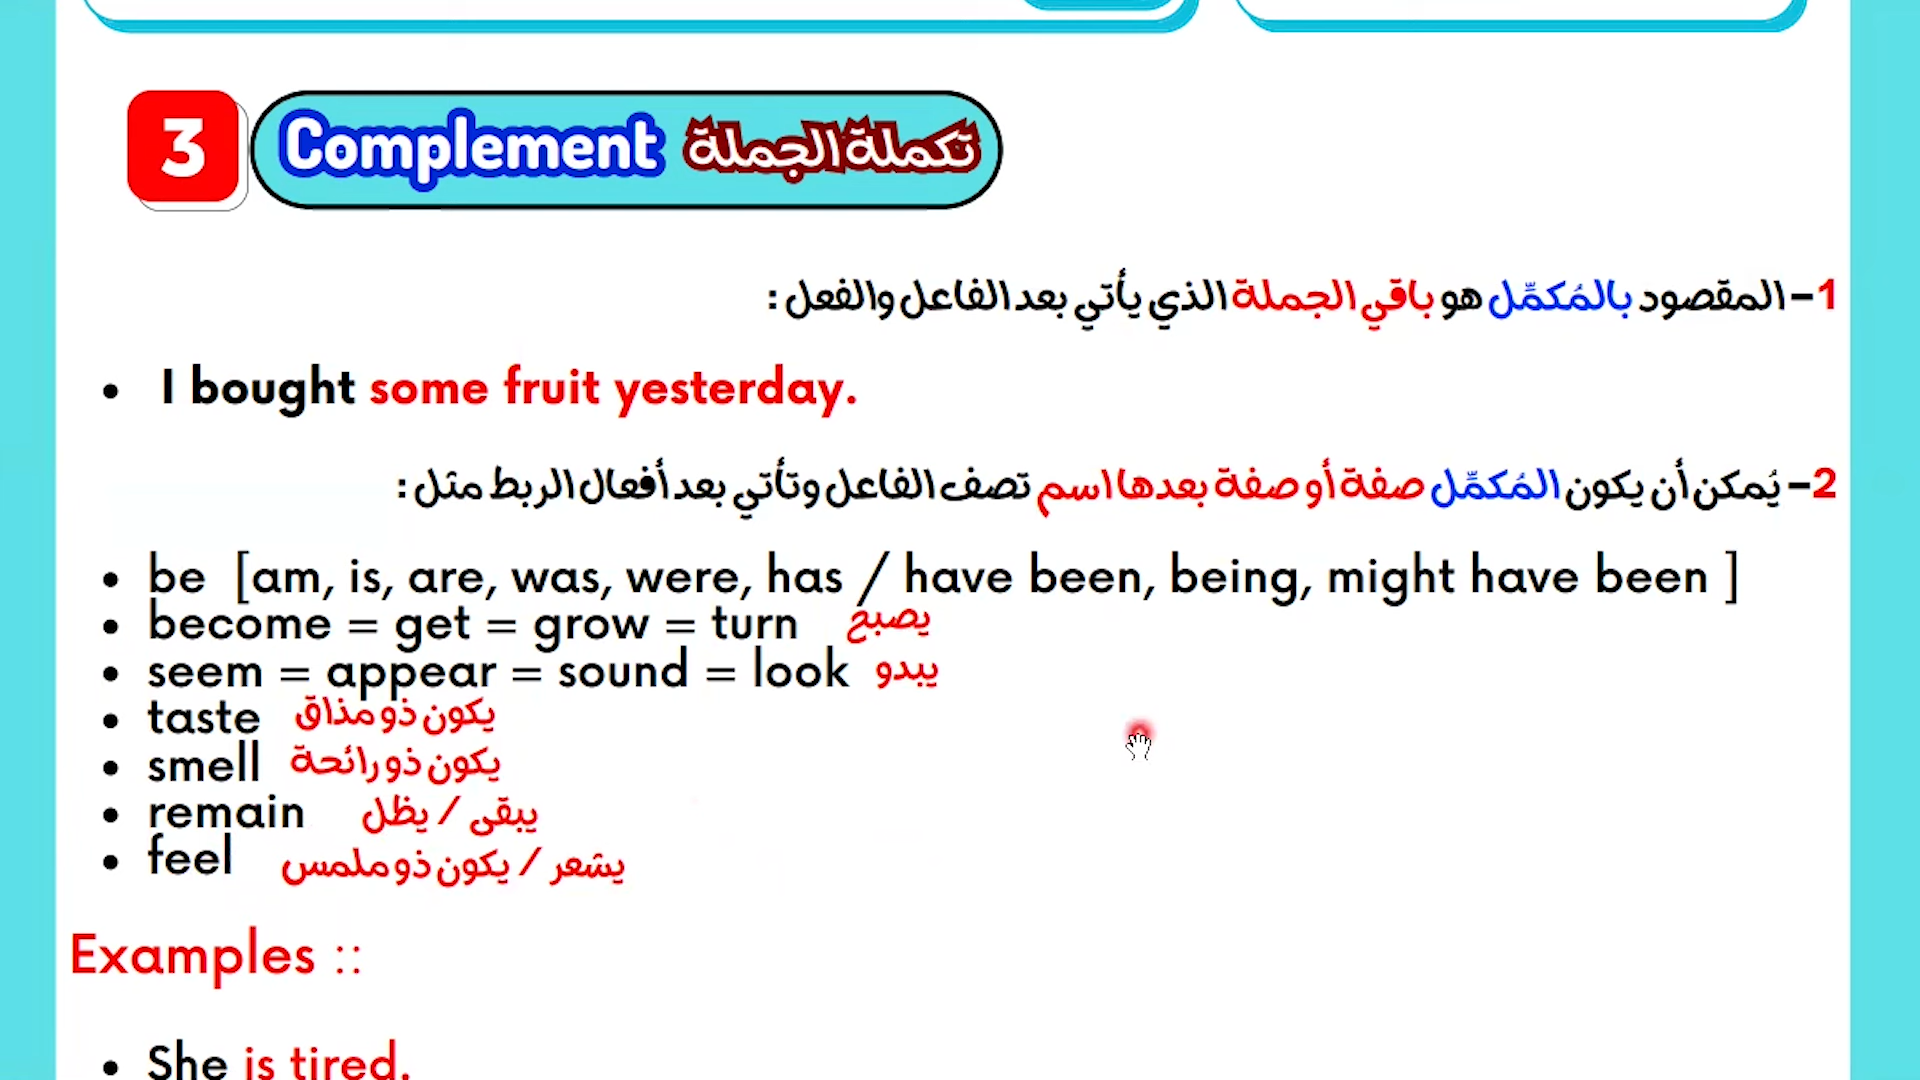 3 Complement تكملة الجملة
1- المقصود بالمُكمِّل هو باقي الجملة الذي يأتي بعد الفاعل والفعل :
• I bought some fruit yesterday.
2- يُمكن أن يكون المُكمِّل صفة أو صفة بعدها اسم تصف الفاعل وتأتي بعد أفعال الربط مثل :
• be [am, is, are, was, were, has / have been, being, might have been ]
• become = get = grow = turn يصبح
• seem = appear = sound = look يبدو
• taste يكون ذو مذاق
• smell يكون ذو رائحة
• remain يبقى / يظل
• feel يشعر / يكون ذو ملمس
Examples ::
• She is tired.